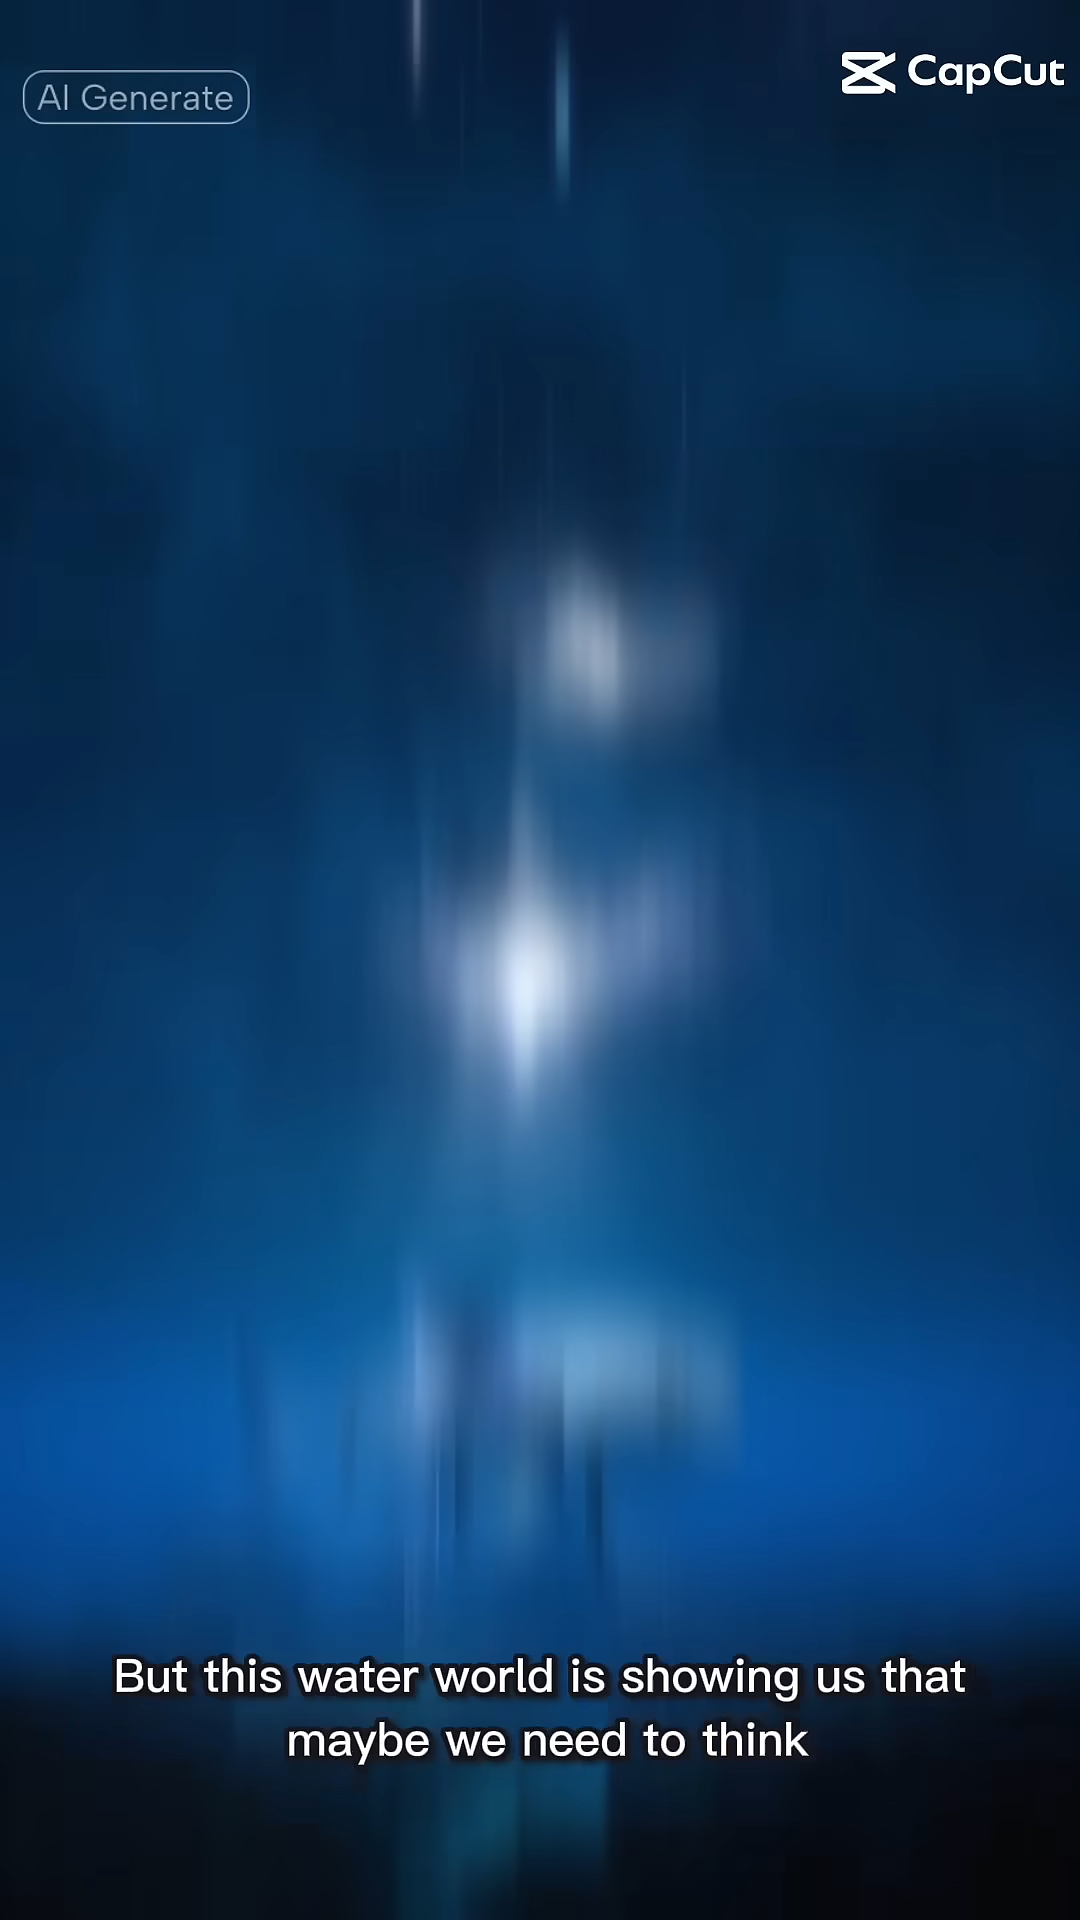 AI Generate
CapCut
But this water world is showing us that
maybe we need to think